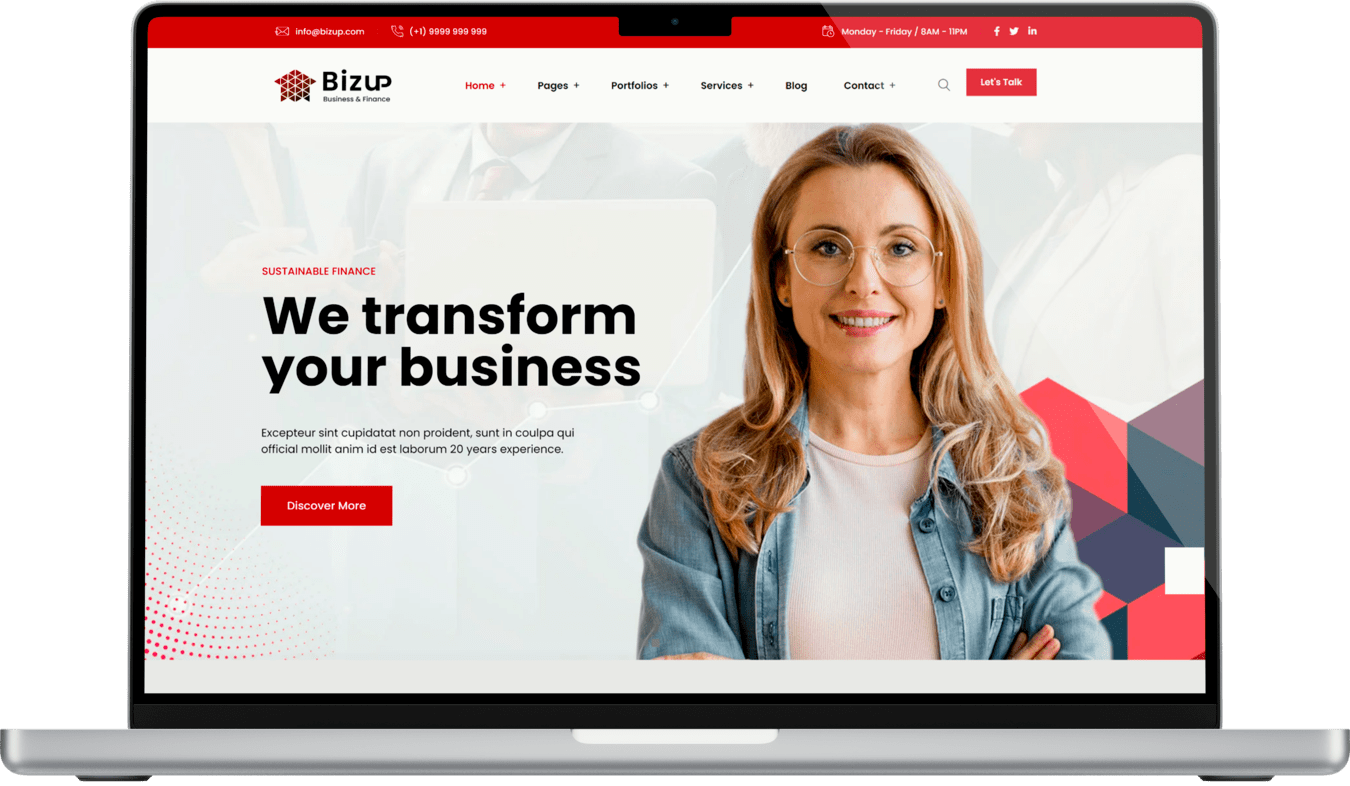 info@bizup.com (+1) 9999 999 999 Monday - Friday / 8AM - 11PM
Bizup
Business & Finance
Home + Pages + Portfolios + Services + Blog Contact + Let's Talk
SUSTAINABLE FINANCE
We transform
your business
Excepteur sint cupidatat non proident, sunt in coulpa qui
official mollit anim id est laborum 20 years experience.
Discover More